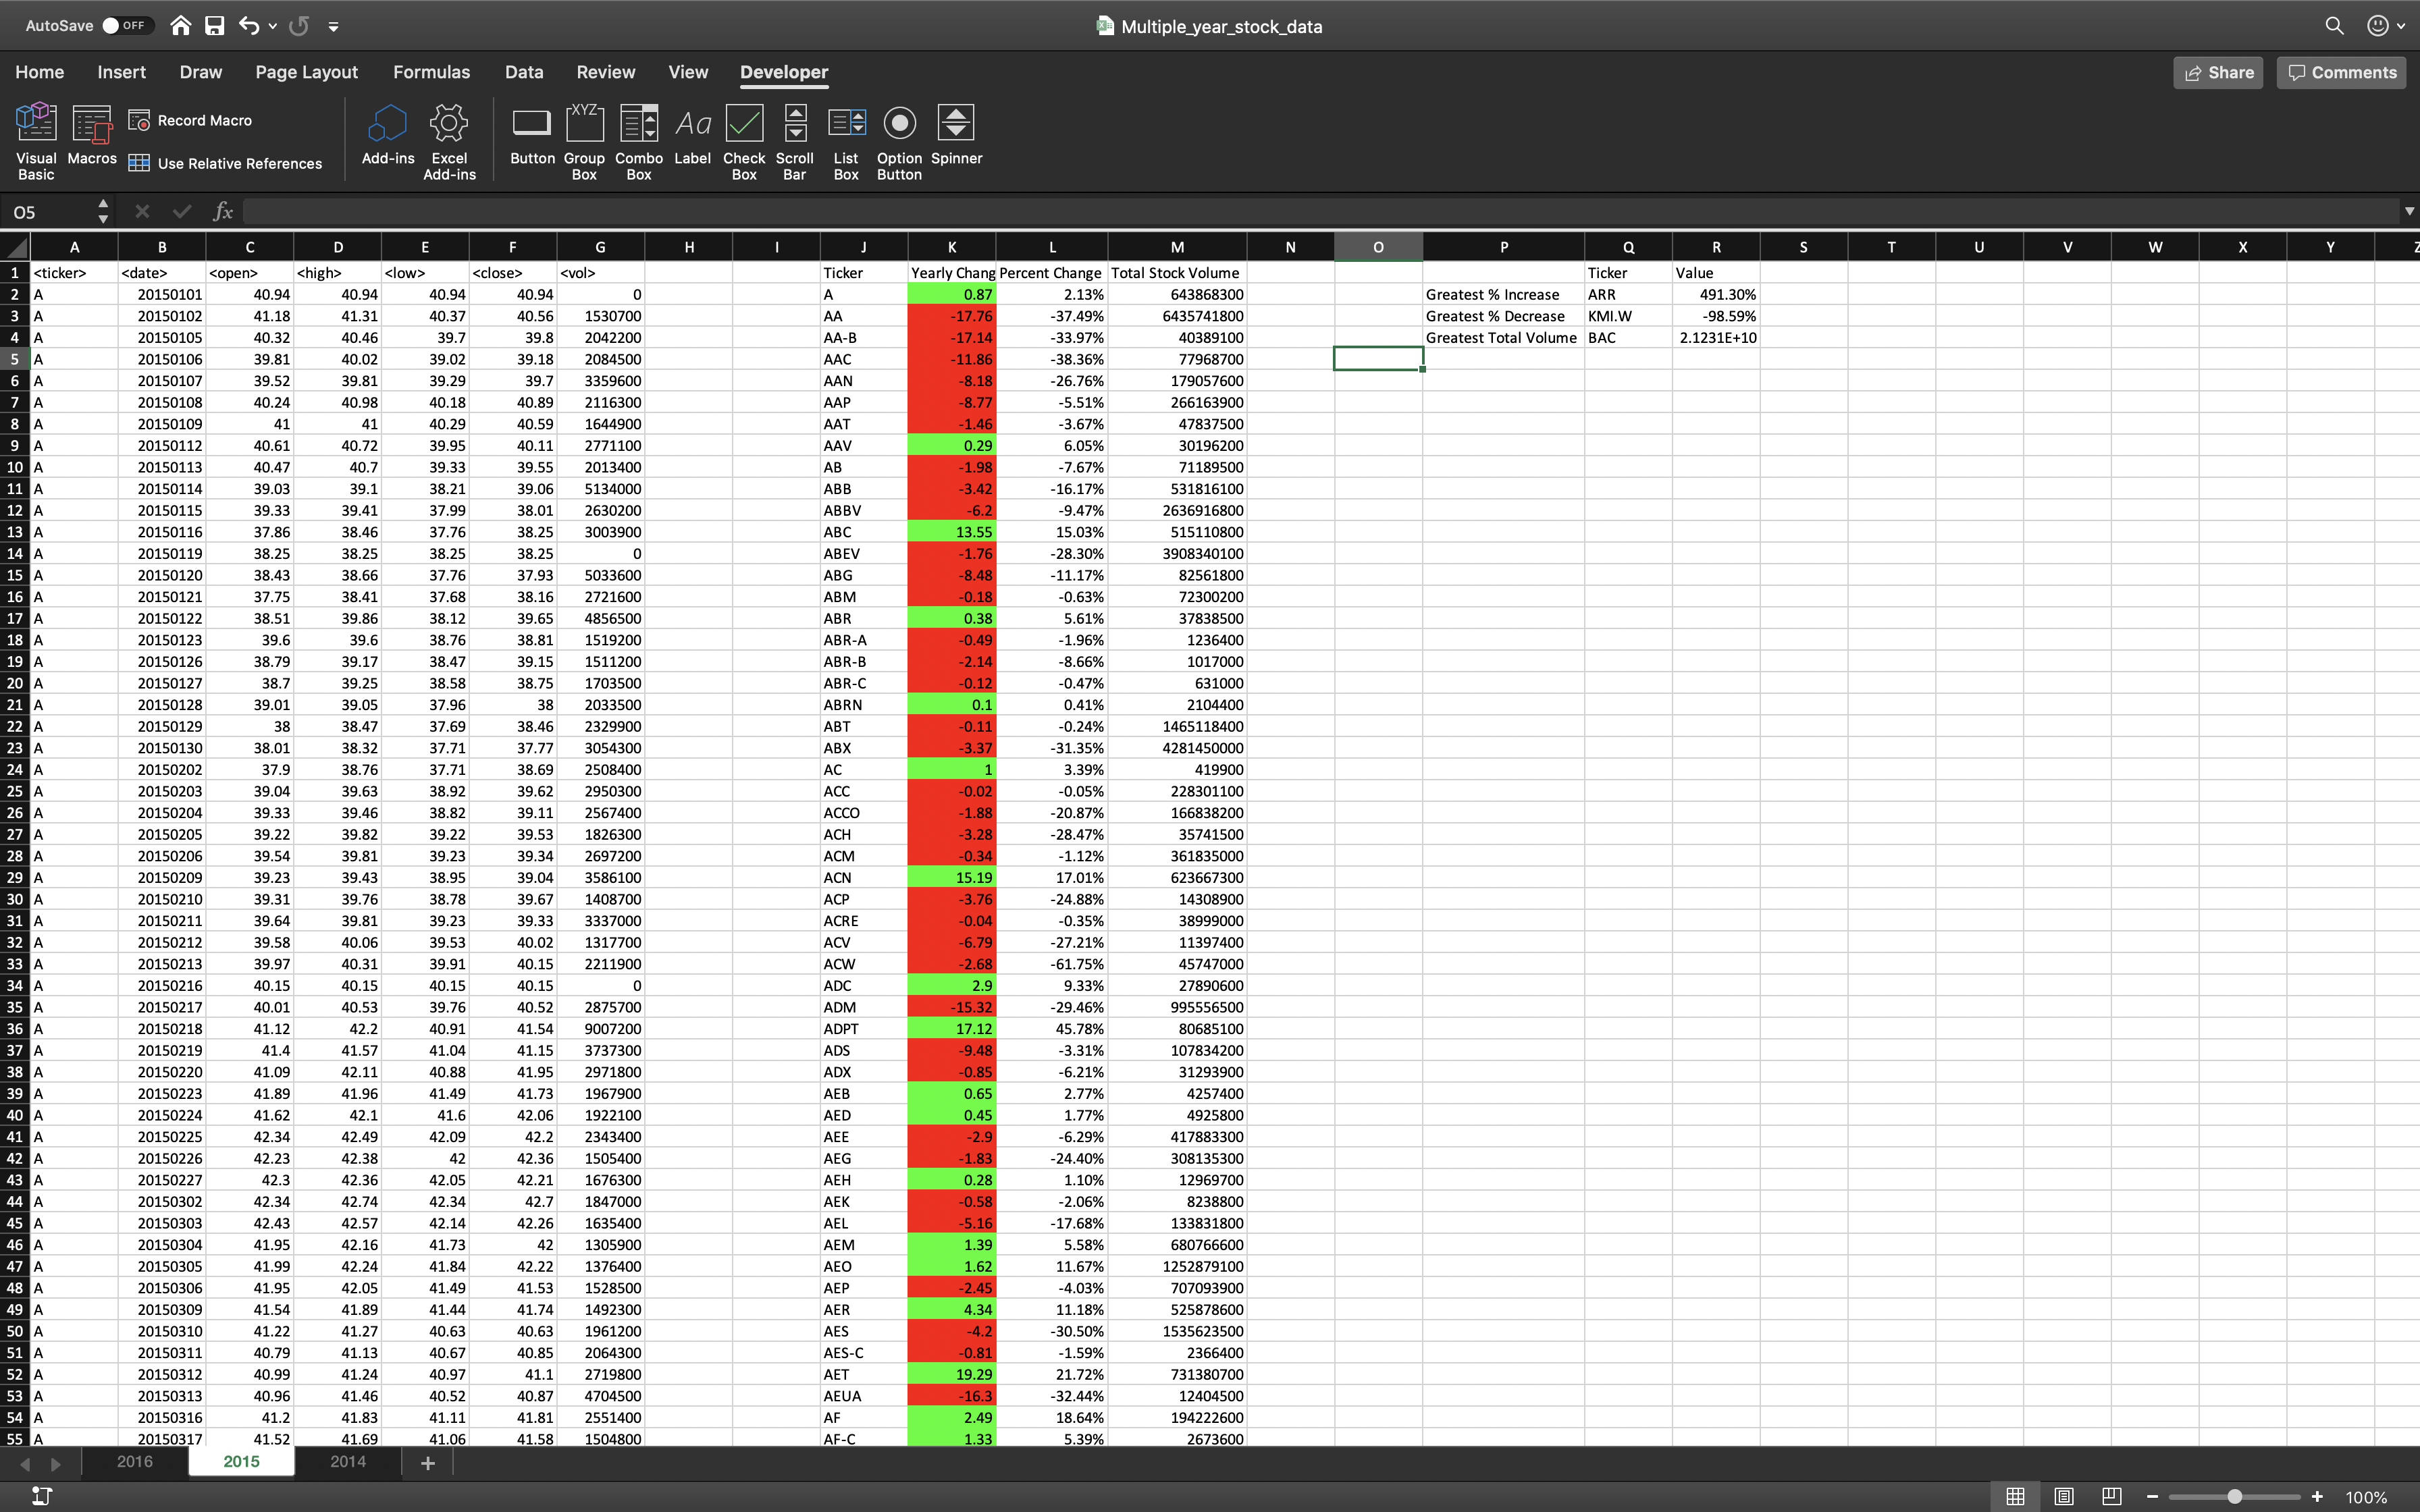 AutoSave OFF Multiple_year_stock_data
Home Insert Draw Page Layout Formulas Data Review View Developer Share Comments
Visual Basic Macros Record Macro Use Relative References Add-ins Excel Add-ins Button Group Box Combo Box Label Check Box Scroll Bar List Box Option Button Spinner
XYZ Aa
O5 fx
A B C D E F G H I J K L M N O P Q R S T U V W X Y Z
1 <ticker> <date> <open> <high> <low> <close> <vol> Ticker Yearly Chang Percent Change Total Stock Volume Ticker Value
2 A 20150101 40.94 40.94 40.94 40.94 0 A 0.87 2.13% 643868300 Greatest % Increase ARR 491.30%
3 A 20150102 41.18 41.31 40.37 40.56 1530700 AA -17.76 -37.49% 6435741800 Greatest % Decrease KMI.W -98.59%
4 A 20150105 40.32 40.46 39.7 39.8 2042200 AA-B -17.14 -33.97% 40389100 Greatest Total Volume BAC 2.1231E+10
5 A 20150106 39.81 40.02 39.02 39.18 2084500 AAC -11.86 -38.36% 77968700
6 A 20150107 39.52 39.81 39.29 39.7 3359600 AAN -8.18 -26.76% 179057600
7 A 20150108 40.24 40.98 40.18 40.89 2116300 AAP -8.77 -5.51% 266163900
8 A 20150109 41 41 40.29 40.59 1644900 AAT -1.46 -3.67% 47837500
9 A 20150112 40.61 40.72 39.95 40.11 2771100 AAV 0.29 6.05% 30196200
10 A 20150113 40.47 40.7 39.33 39.55 2013400 AB -1.98 -7.67% 71189500
11 A 20150114 39.03 39.1 38.21 39.06 5134000 ABB -3.42 -16.17% 531816100
12 A 20150115 39.33 39.41 37.99 38.01 2630200 ABBV -6.2 -9.47% 2636916800
13 A 20150116 37.86 38.46 37.76 38.25 3003900 ABC 13.55 15.03% 515110800
14 A 20150119 38.25 38.25 38.25 38.25 0 ABEV -1.76 -28.30% 3908340100
15 A 20150120 38.43 38.66 37.76 37.93 5033600 ABG -8.48 -11.17% 82561800
16 A 20150121 37.75 38.41 37.68 38.16 2721600 ABM -0.18 -0.63% 72300200
17 A 20150122 38.51 39.86 38.12 39.65 4856500 ABR 0.38 5.61% 37838500
18 A 20150123 39.6 39.6 38.76 38.81 1519200 ABR-A -0.49 -1.96% 1236400
19 A 20150126 38.79 39.17 38.47 39.15 1511200 ABR-B -2.14 -8.66% 1017000
20 A 20150127 38.7 39.25 38.58 38.75 1703500 ABR-C -0.12 -0.47% 631000
21 A 20150128 39.01 39.05 37.96 38 2033500 ABRN 0.1 0.41% 2104400
22 A 20150129 38 38.47 37.69 38.46 2329900 ABT -0.11 -0.24% 1465118400
23 A 20150130 38.01 38.32 37.71 37.77 3054300 ABX -3.37 -31.35% 4281450000
24 A 20150202 37.9 38.76 37.71 38.69 2508400 AC 1 3.39% 419900
25 A 20150203 39.04 39.63 38.92 39.62 2950300 ACC -0.02 -0.05% 228301100
26 A 20150204 39.33 39.46 38.82 39.11 2567400 ACCO -1.88 -20.87% 166838200
27 A 20150205 39.22 39.82 39.22 39.53 1826300 ACH -3.28 -28.47% 35741500
28 A 20150206 39.54 39.81 39.23 39.34 2697200 ACM -0.34 -1.12% 361835000
29 A 20150209 39.23 39.43 38.95 39.04 3586100 ACN 15.19 17.01% 623667300
30 A 20150210 39.31 39.76 38.78 39.67 1408700 ACP -3.76 -24.88% 14308900
31 A 20150211 39.64 39.81 39.23 39.33 3337000 ACRE -0.04 -0.35% 38999000
32 A 20150212 39.58 40.06 39.53 40.02 1317700 ACV -6.79 -27.21% 11397400
33 A 20150213 39.97 40.31 39.91 40.15 2211900 ACW -2.68 -61.75% 45747000
34 A 20150216 40.15 40.15 40.15 40.15 0 ADC 2.9 9.33% 27890600
35 A 20150217 40.01 40.53 39.76 40.52 2875700 ADM -15.32 -29.46% 995556500
36 A 20150218 41.12 42.2 40.91 41.54 9007200 ADPT 17.12 45.78% 80685100
37 A 20150219 41.4 41.57 41.04 41.15 3737300 ADS -9.48 -3.31% 107834200
38 A 20150220 41.09 42.11 40.88 41.95 2971800 ADX -0.85 -6.21% 31293900
39 A 20150223 41.89 41.96 41.49 41.73 1967900 AEB 0.65 2.77% 4257400
40 A 20150224 41.62 42.1 41.6 42.06 1922100 AED 0.45 1.77% 4925800
41 A 20150225 42.34 42.49 42.09 42.2 2343400 AEE -2.9 -6.29% 417883300
42 A 20150226 42.23 42.38 42 42.36 1505400 AEG -1.83 -24.40% 308135300
43 A 20150227 42.3 42.36 42.05 42.21 1676300 AEH 0.28 1.10% 12969700
44 A 20150302 42.34 42.74 42.34 42.7 1847000 AEK -0.58 -2.06% 8238800
45 A 20150303 42.43 42.57 42.14 42.26 1635400 AEL -5.16 -17.68% 133831800
46 A 20150304 41.95 42.16 41.73 42 1305900 AEM 1.39 5.58% 680766600
47 A 20150305 41.99 42.24 41.84 42.22 1376400 AEO 1.62 11.67% 1252879100
48 A 20150306 41.95 42.05 41.49 41.53 1528500 AEP -2.45 -4.03% 707093900
49 A 20150309 41.54 41.89 41.44 41.74 1492300 AER 4.34 11.18% 525878600
50 A 20150310 41.22 41.27 40.63 40.63 1961200 AES -4.2 -30.50% 1535623500
51 A 20150311 40.79 41.13 40.67 40.85 2064300 AES-C -0.81 -1.59% 2366400
52 A 20150312 40.99 41.24 40.97 41.1 2719800 AET 19.29 21.72% 731380700
53 A 20150313 40.96 41.46 40.52 40.87 4704500 AEUA -16.3 -32.44% 12404500
54 A 20150316 41.2 41.83 41.11 41.81 2551400 AF 2.49 18.64% 194222600
55 A 20150317 41.52 41.69 41.06 41.58 1504800 AF-C 1.33 5.39% 2673600
2016 2015 2014 +
100%